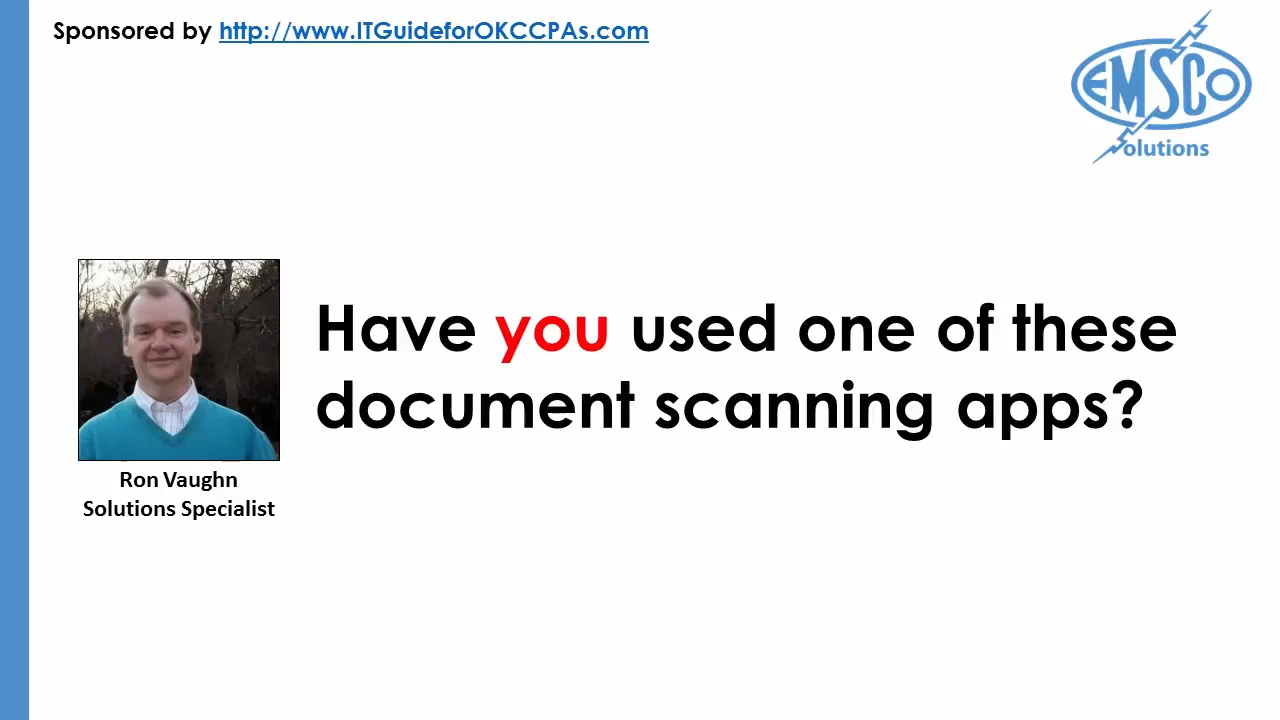 Sponsored by http://www.ITGuideforOKCCPAs.com
EMSCO
Solutions
Have you used one of these
document scanning apps?
Ron Vaughn
Solutions Specialist